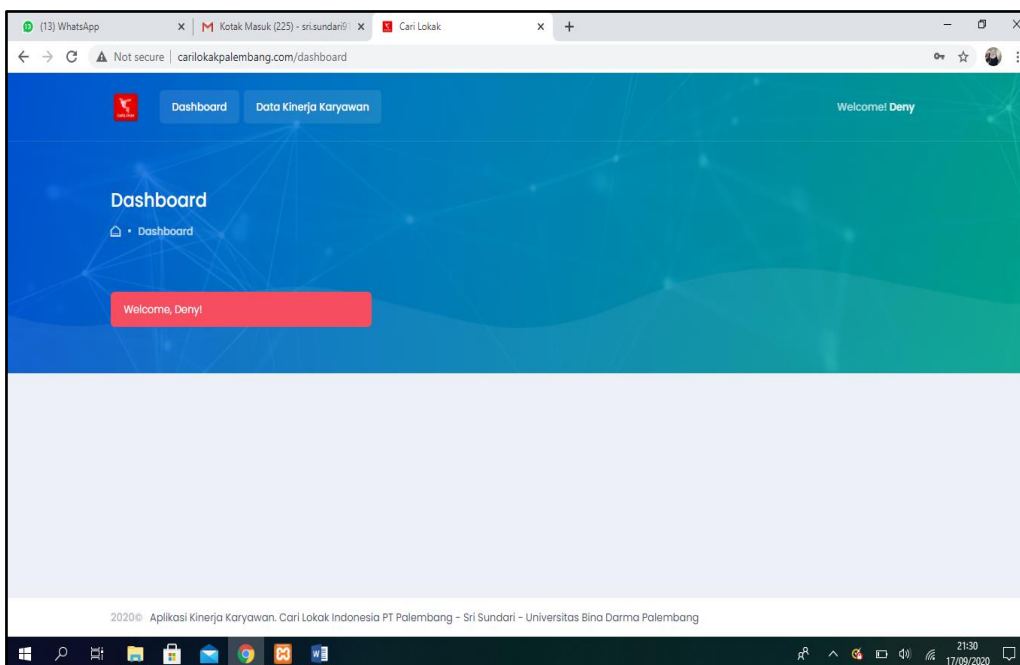 (13) WhatsApp
Kotak Masuk (225) - sri.sundari9
Cari Lokak
Not secure | carilokakpalembang.com/dashboard
Dashboard
Data Kinerja Karyawan
Welcome! Deny
Dashboard
Dashboard
Welcome, Deny!
2020© Aplikasi Kinerja Karyawan. Cari Lokak Indonesia PT Palembang - Sri Sundari - Universitas Bina Darma Palembang
21:30
17/09/2020